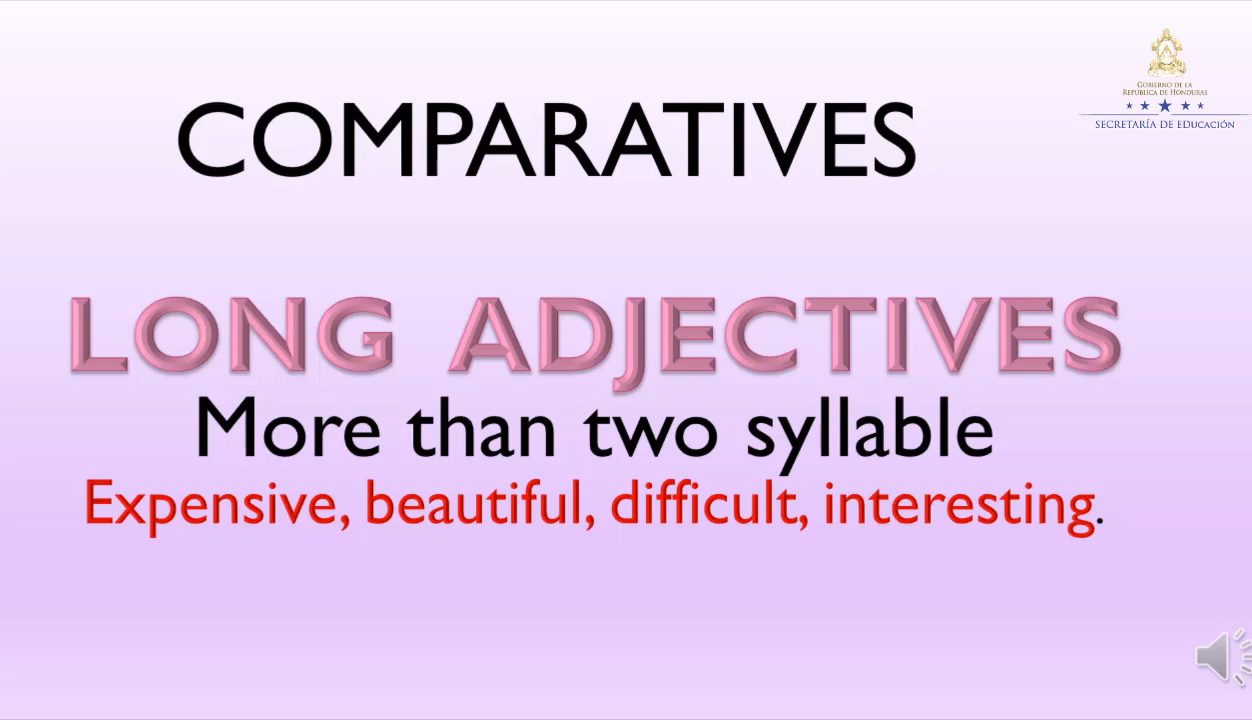 GOBIERNO DE LA
REPÚBLICA DE HONDURAS
SECRETARÍA DE EDUCACIÓN
COMPARATIVES
LONG ADJECTIVES
More than two syllable
Expensive, beautiful, difficult, interesting.